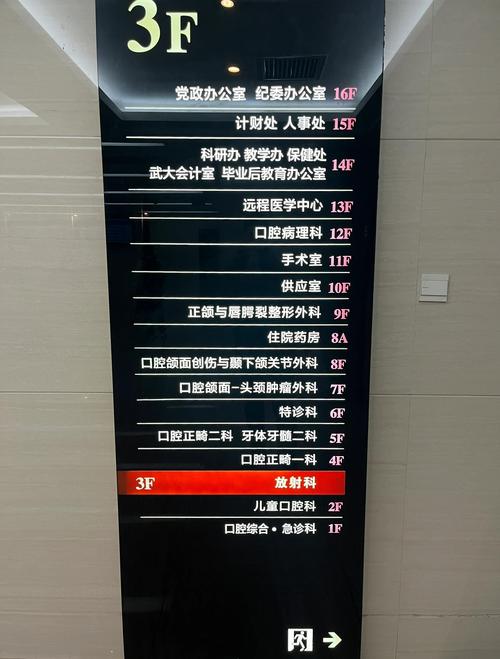 3F
党政办公室 纪委办公室 16F
计财处 人事处 15F
科研办 教学办 保健处
武大会计室 毕业后教育办公室 14F
远程医学中心 13F
口腔病理科 12F
手术室 11F
供应室 10F
正颌与唇腭裂整形外科 9F
住院药房 8A
口腔颌面创伤与颞下颌关节外科 8F
口腔颌面-头颈肿瘤外科 7F
特诊科 6F
口腔正畸二科 牙体牙髓二科 5F
口腔正畸一科 4F
3F 放射科
儿童口腔科 2F
口腔综合·急诊科 1F